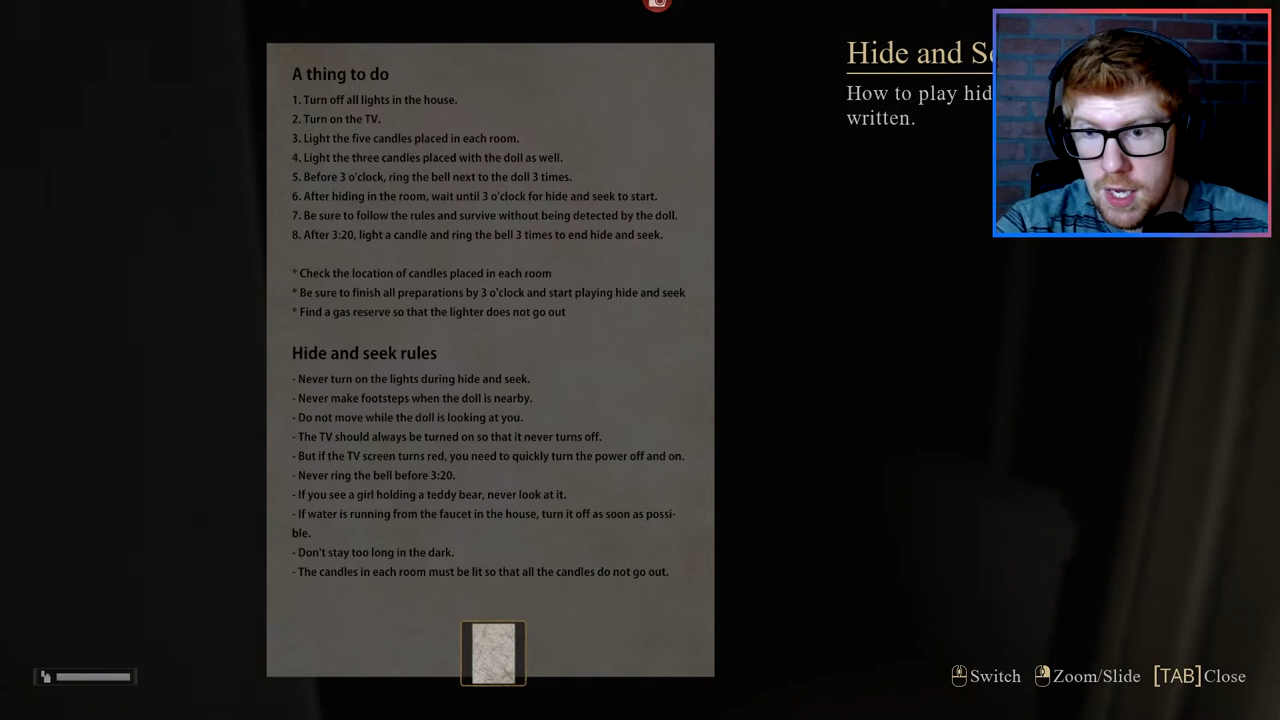 A thing to do
1. Turn off all lights in the house.
2. Turn on the TV.
3. Light the five candles placed in each room.
4. Light the three candles placed with the doll as well.
5. Before 3 o'clock, ring the bell next to the doll 3 times.
6. After hiding in the room, wait until 3 o'clock for hide and seek to start.
7. Be sure to follow the rules and survive without being detected by the doll.
8. After 3:20, light a candle and ring the bell 3 times to end hide and seek.
* Check the location of candles placed in each room
* Be sure to finish all preparations by 3 o'clock and start playing hide and seek
* Find a gas reserve so that the lighter does not go out
Hide and seek rules
- Never turn on the lights during hide and seek.
- Never make footsteps when the doll is nearby.
- Do not move while the doll is looking at you.
- The TV should always be turned on so that it never turns off.
- But if the TV screen turns red, you need to quickly turn the power off and on.
- Never ring the bell before 3:20.
- If you see a girl holding a teddy bear, never look at it.
- If water is running from the faucet in the house, turn it off as soon as possi-
ble.
- Don't stay too long in the dark.
- The candles in each room must be lit so that all the candles do not go out.
Hide and
How to play
written.
Switch Zoom/Slide [TAB] Close